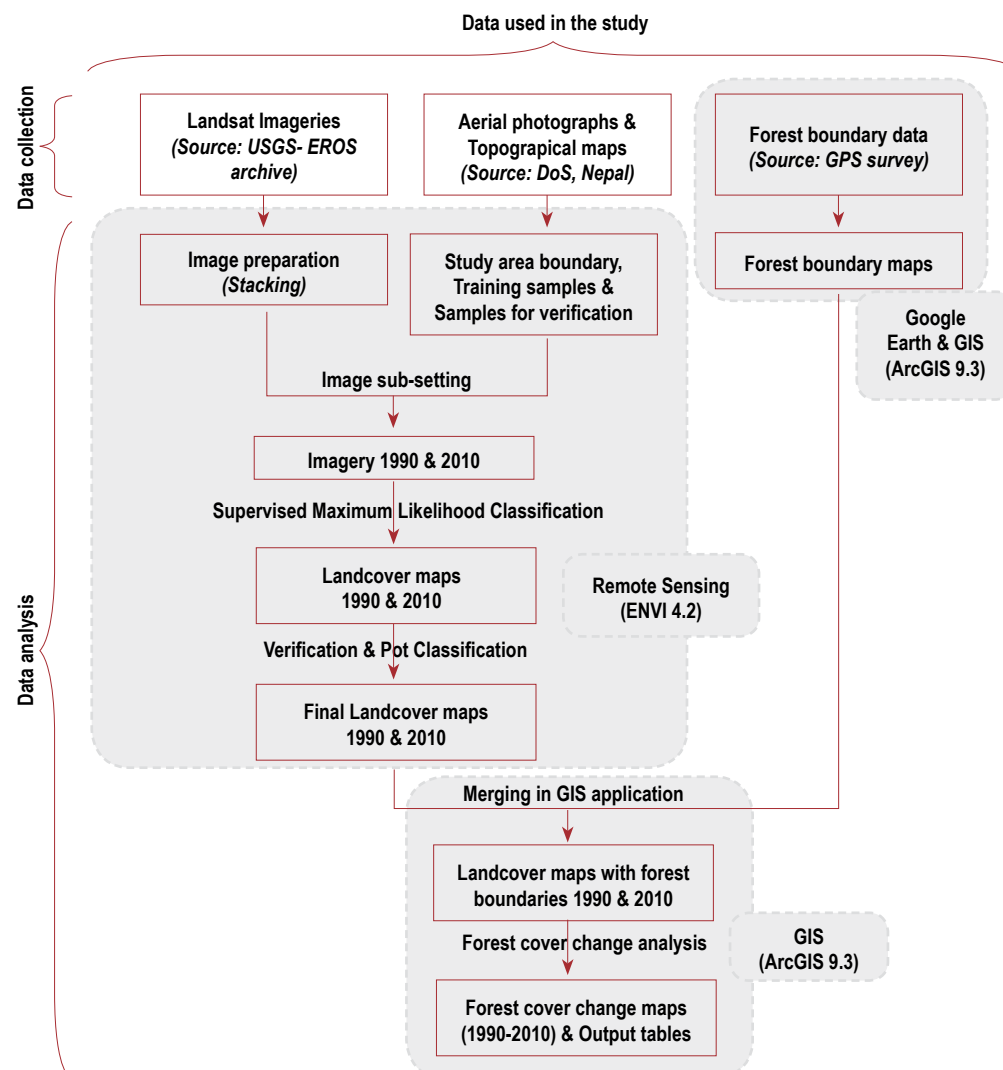 Data used in the study
Data collection
Landsat Imageries
(Source: USGS- EROS
archive)
Aerial photographs &
Topograpical maps
(Source: DoS, Nepal)
Forest boundary data
(Source: GPS survey)
Data analysis
Image preparation
(Stacking)
Study area boundary,
Training samples &
Samples for verification
Forest boundary maps
Google
Earth & GIS
(ArcGIS 9.3)
Image sub-setting
Imagery 1990 & 2010
Supervised Maximum Likelihood Classification
Landcover maps
1990 & 2010
Remote Sensing
(ENVI 4.2)
Verification & Pot Classification
Final Landcover maps
1990 & 2010
Merging in GIS application
Landcover maps with forest
boundaries 1990 & 2010
Forest cover change analysis
GIS
(ArcGIS 9.3)
Forest cover change maps
(1990-2010) & Output tables